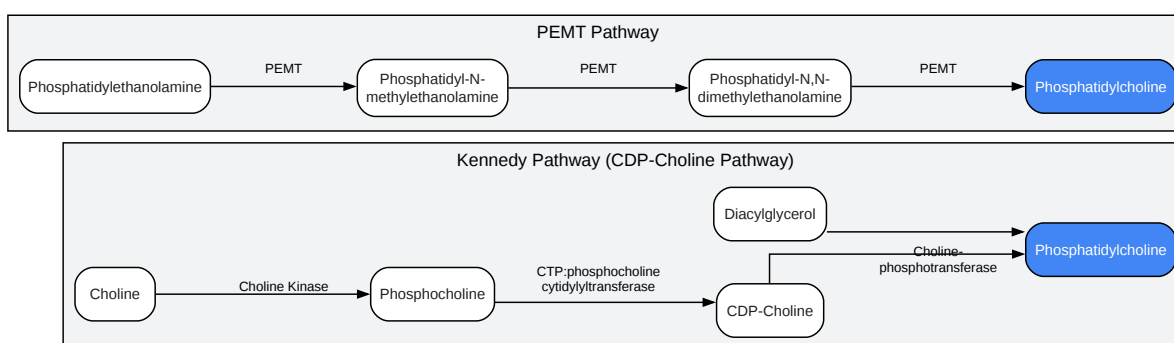 PEMT Pathway
Phosphatidylethanolamine
PEMT
Phosphatidyl-N-
methylethanolamine
PEMT
Phosphatidyl-N,N-
dimethylethanolamine
PEMT
Phosphatidylcholine
Kennedy Pathway (CDP-Choline Pathway)
Choline
Choline Kinase
Phosphocholine
CTP:phosphocholine
cytidylyltransferase
CDP-Choline
Diacylglycerol
Choline-
phosphotransferase
Phosphatidylcholine